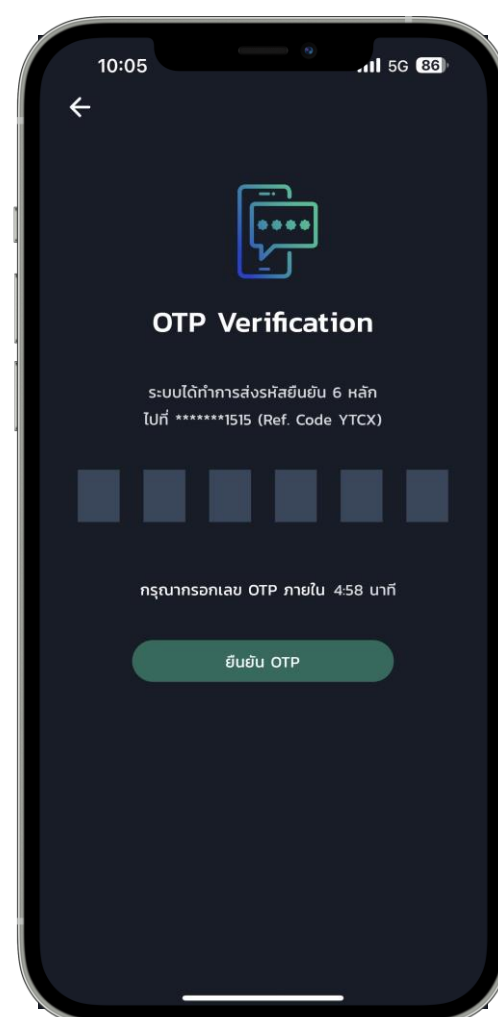 10:05
5G 86
OTP Verification
ระบบได้ทำการส่งรหัสยืนยัน 6 หลัก
ไปที่ *******1515 (Ref. Code YTCX)
กรุณากรอกเลข OTP ภายใน 4:58 นาที
ยืนยัน OTP